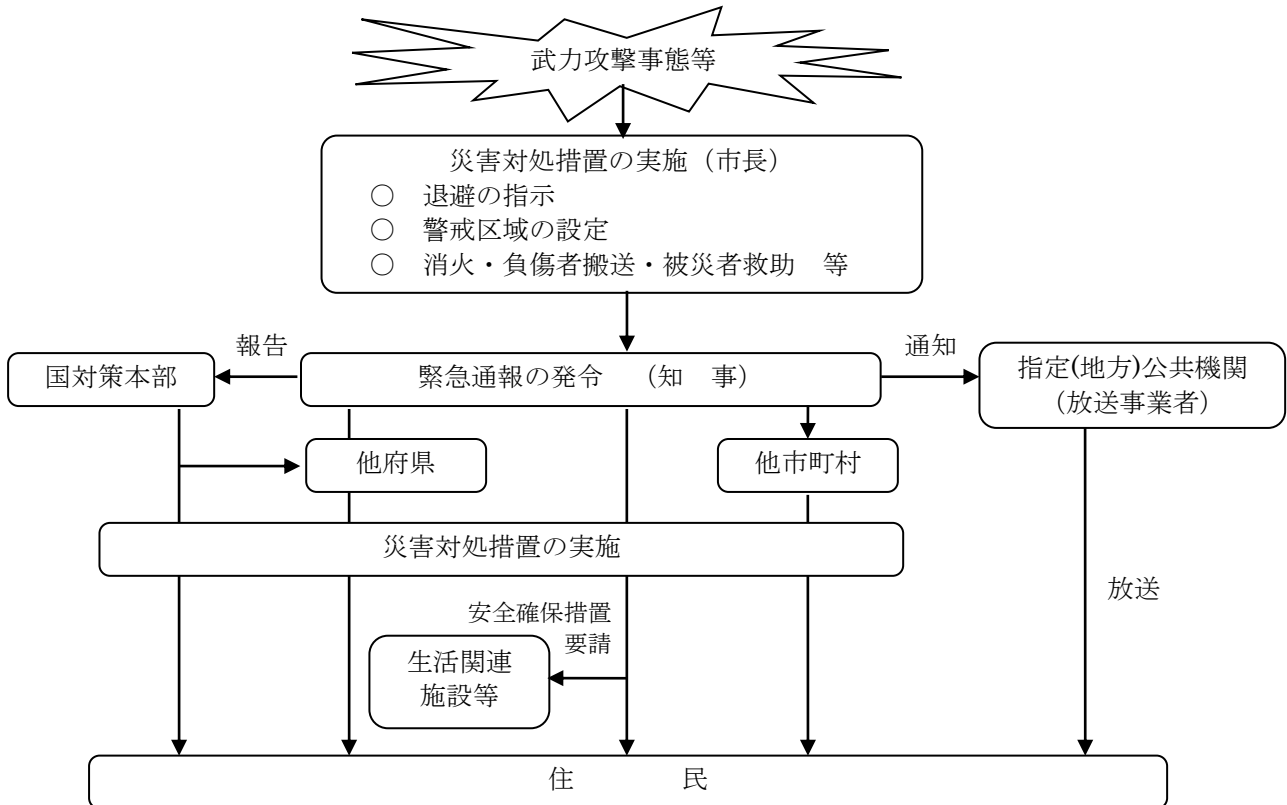 武力攻撃事態等
災害対処措置の実施（市長）
○　退避の指示
○　警戒区域の設定
○　消火・負傷者搬送・被災者救助　等
報告
通知
国対策本部
緊急通報の発令　（知　事）
指定(地方)公共機関
（放送事業者）
他府県
他市町村
災害対処措置の実施
放送
安全確保措置
要請
生活関連
施設等
住　　　　民